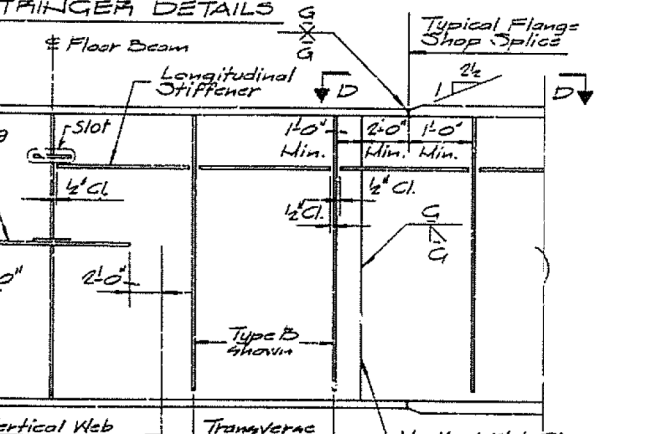 TRINGER DETAILS
G
G
Typical Flange
Shop Splice
℄ Floor Beam
2½
1
Longitudinal
Stiffener
D
D
Slot
1'-0"
2'-0"
1'-0"
Min.
Min.
Min.
½" Cl.
½" Cl.
½" Cl.
G
G
0"
2'-0"
Type B
shown
ertical Web
Transverse